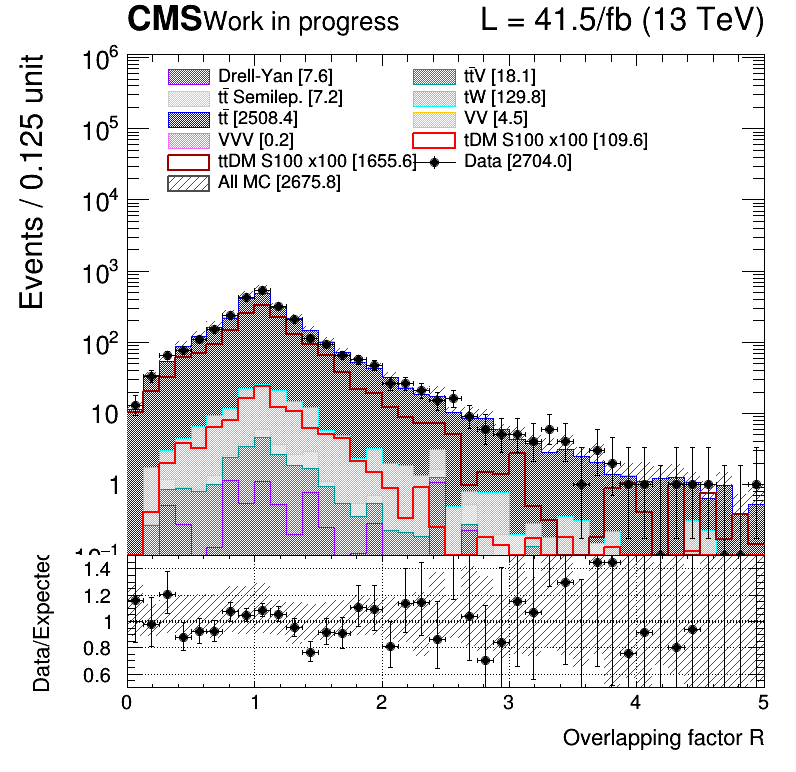 CMS Work in progress L = 41.5/fb (13 TeV)
Events / 0.125 unit
10⁶
10⁵
10⁴
10³
10²
10
1
10⁻¹
Drell-Yan [7.6] tt̄V [18.1]
tt̄ Semilep. [7.2] tW [129.8]
tt̄ [2508.4] VV [4.5]
VVV [0.2] tDM S100 x100 [109.6]
ttDM S100 x100 [1655.6] Data [2704.0]
All MC [2675.8]
Data/Expected
1.4
1.2
1
0.8
0.6
0 1 2 3 4 5
Overlapping factor R